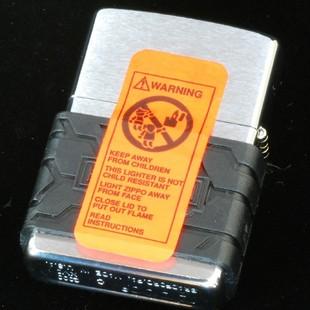 WARNING
KEEP AWAY
FROM CHILDREN
THIS LIGHTER IS NOT
CHILD RESISTANT
LIGHT ZIPPO AWAY
FROM FACE
CLOSE LID TO
PUT OUT FLAME
READ
INSTRUCTIONS